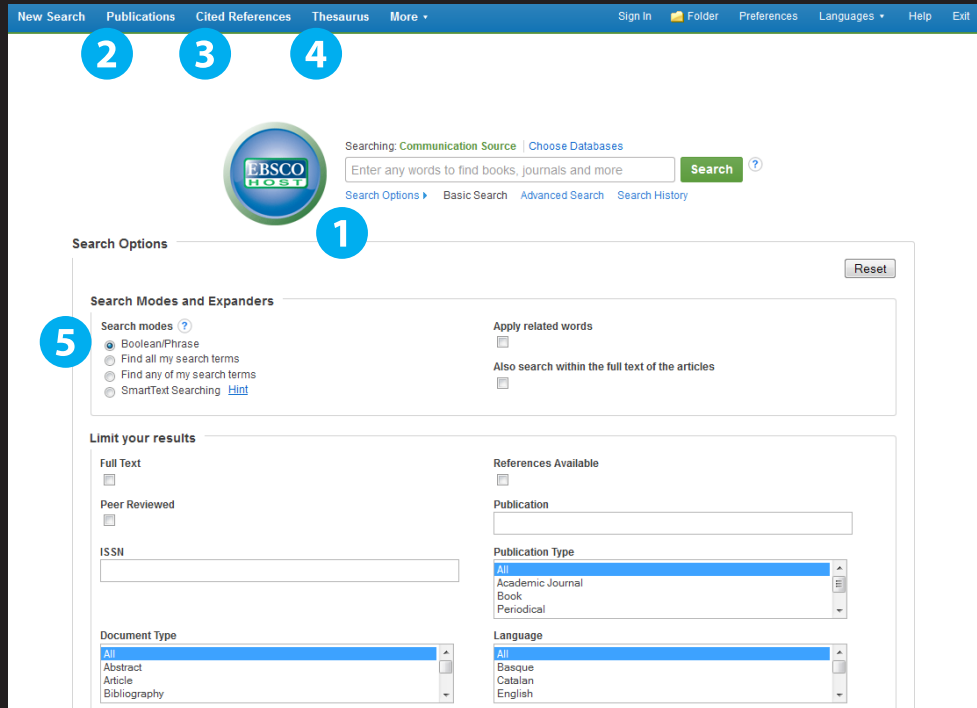 New Search Publications Cited References Thesaurus More Sign In Folder Preferences Languages Help Exit
2 3 4
Searching: Communication Source Choose Databases
EBSCO
HOST
Enter any words to find books, journals and more Search ?
Search Options Basic Search Advanced Search Search History
1
Search Options
Reset
Search Modes and Expanders
5
Search modes ?
Boolean/Phrase
Find all my search terms
Find any of my search terms
SmartText Searching Hint
Apply related words
Also search within the full text of the articles
Limit your results
Full Text
References Available
Peer Reviewed
Publication
ISSN
Publication Type
All
Academic Journal
Book
Periodical
Document Type
All
Abstract
Article
Bibliography
Language
All
Basque
Catalan
English